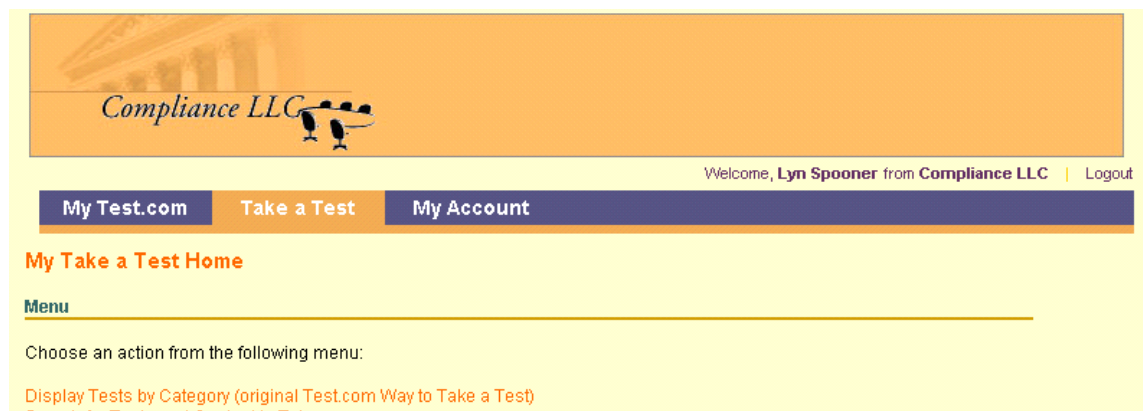 Compliance LLC
Welcome, Lyn Spooner from Compliance LLC | Logout
My Test.com Take a Test My Account
My Take a Test Home
Menu
Choose an action from the following menu:
Display Tests by Category (original Test.com Way to Take a Test)